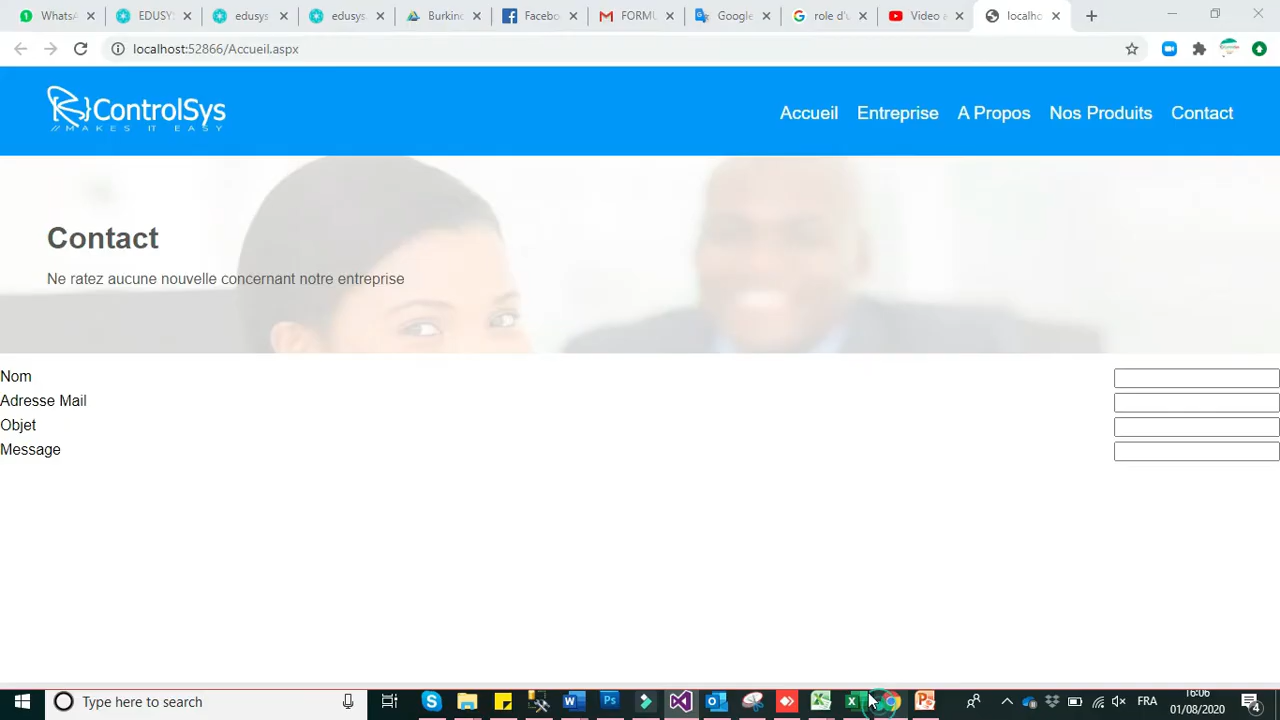 WhatsA
EDUSY
edusys
edusys
Burkin
Facebo
FORMU
Google
role d'u
Video a
localho
localhost:52866/Accueil.aspx
ControlSys
//MAKES IT EASY
Accueil
Entreprise
A Propos
Nos Produits
Contact
Contact
Ne ratez aucune nouvelle concernant notre entreprise
Nom
Adresse Mail
Objet
Message
Type here to search
FRA
16:06
01/08/2020
4